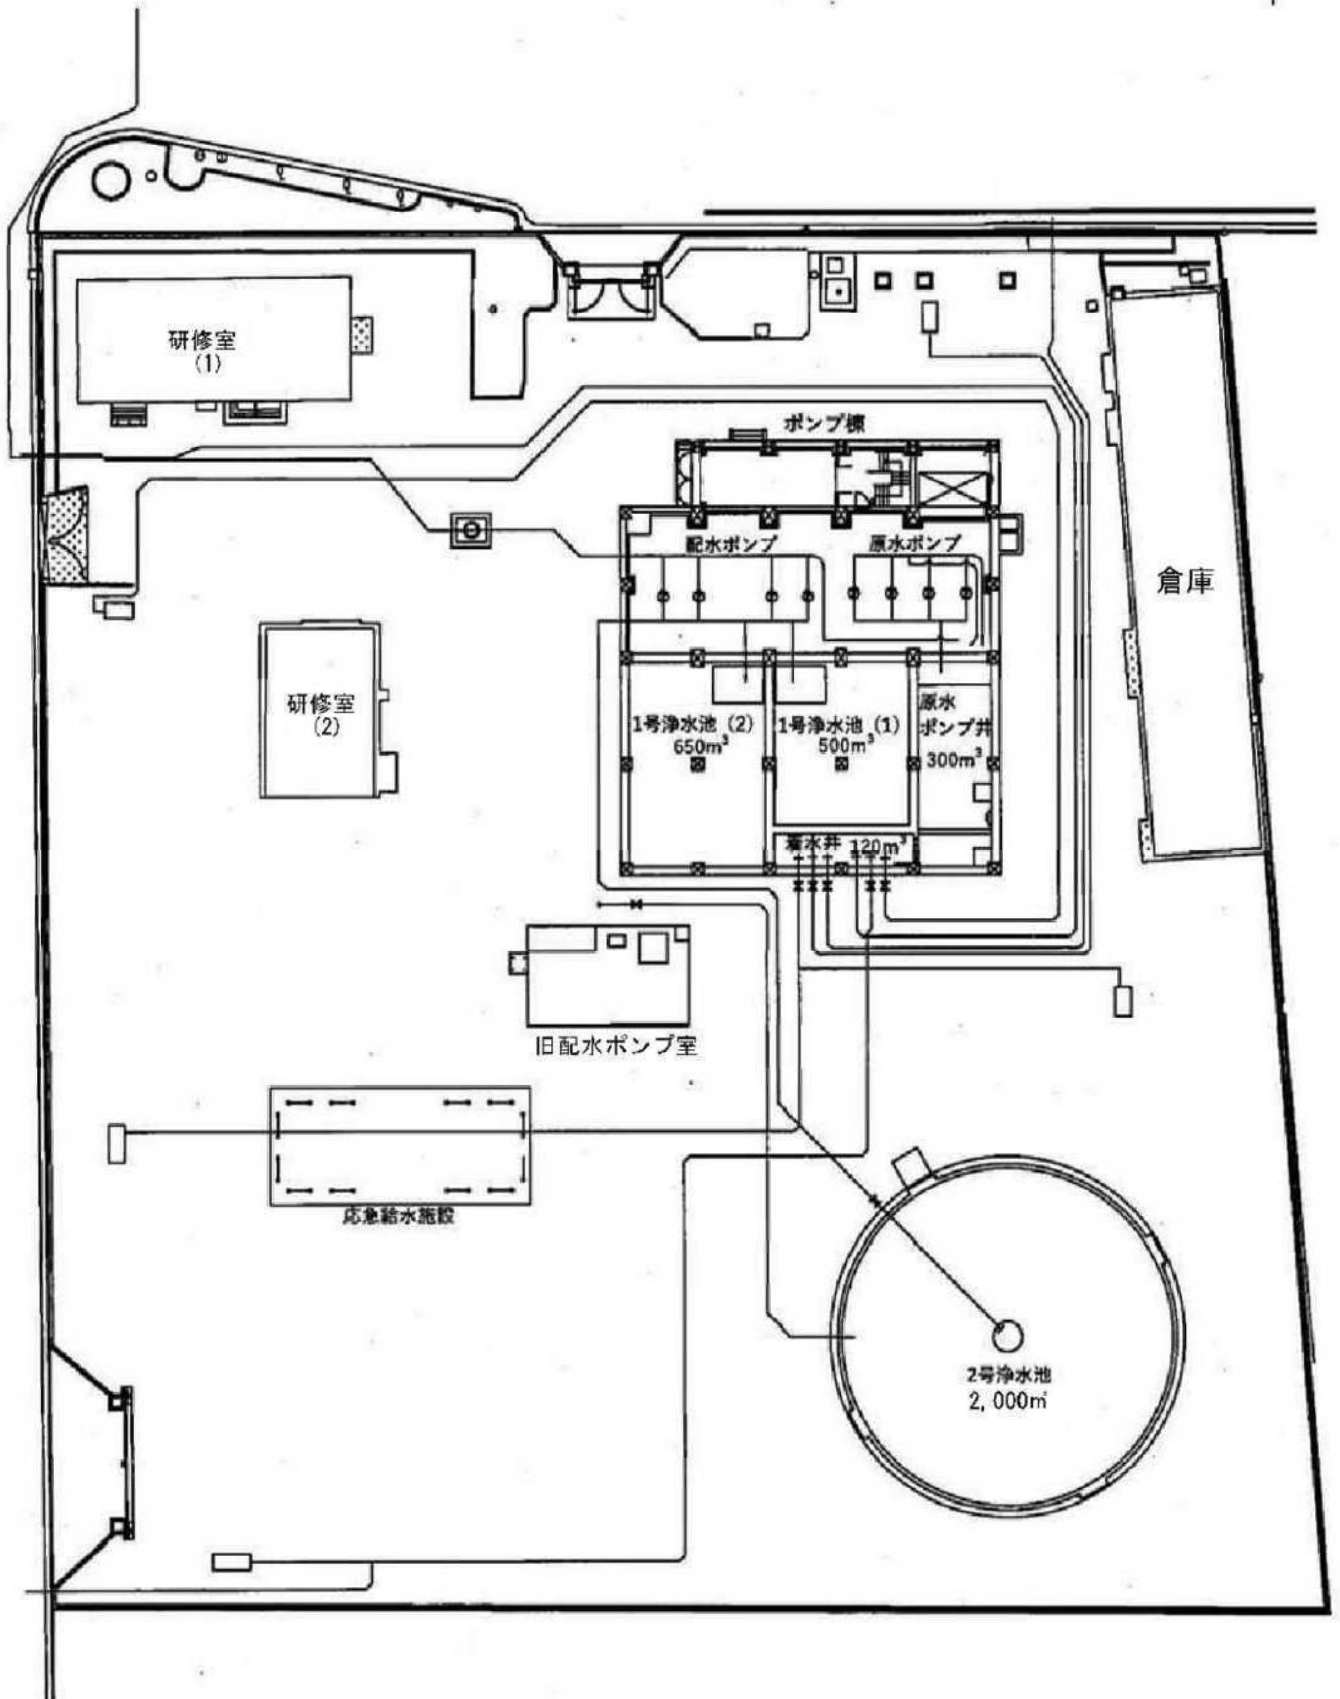 研修室
(1)
ポンプ棟
配水ポンプ
原水ポンプ
倉庫
研修室
(2)
1号浄水池 (2)
650m³
1号浄水池 (1)
500m³
原水
ポンプ井
300m³
着水井 120m³
旧配水ポンプ室
応急給水施設
2号浄水池
2,000㎥